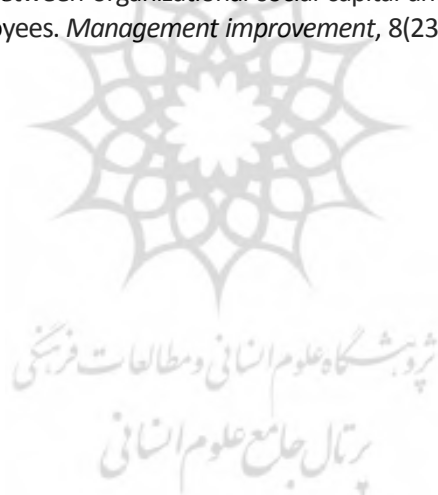 between organizational social capital an
oyees. Management improvement, 8(23
پژوهشگاه علوم انسانی و مطالعات فرهنگی
پرتال جامع علوم انسانی